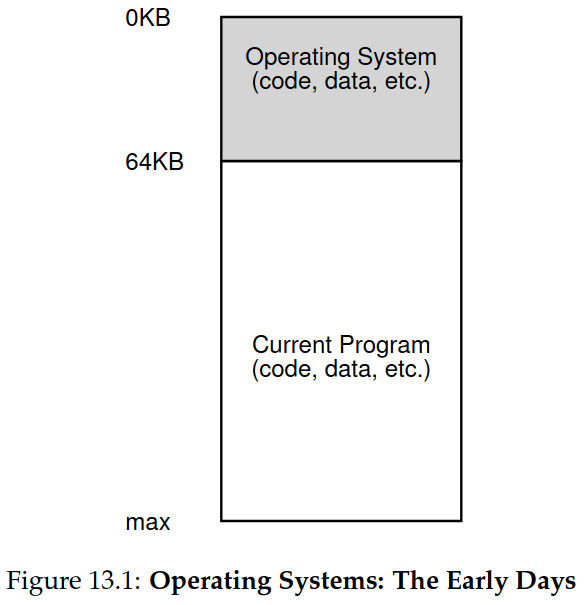 0KB
Operating System
(code, data, etc.)
64KB
Current Program
(code, data, etc.)
max
Figure 13.1: Operating Systems: The Early Days